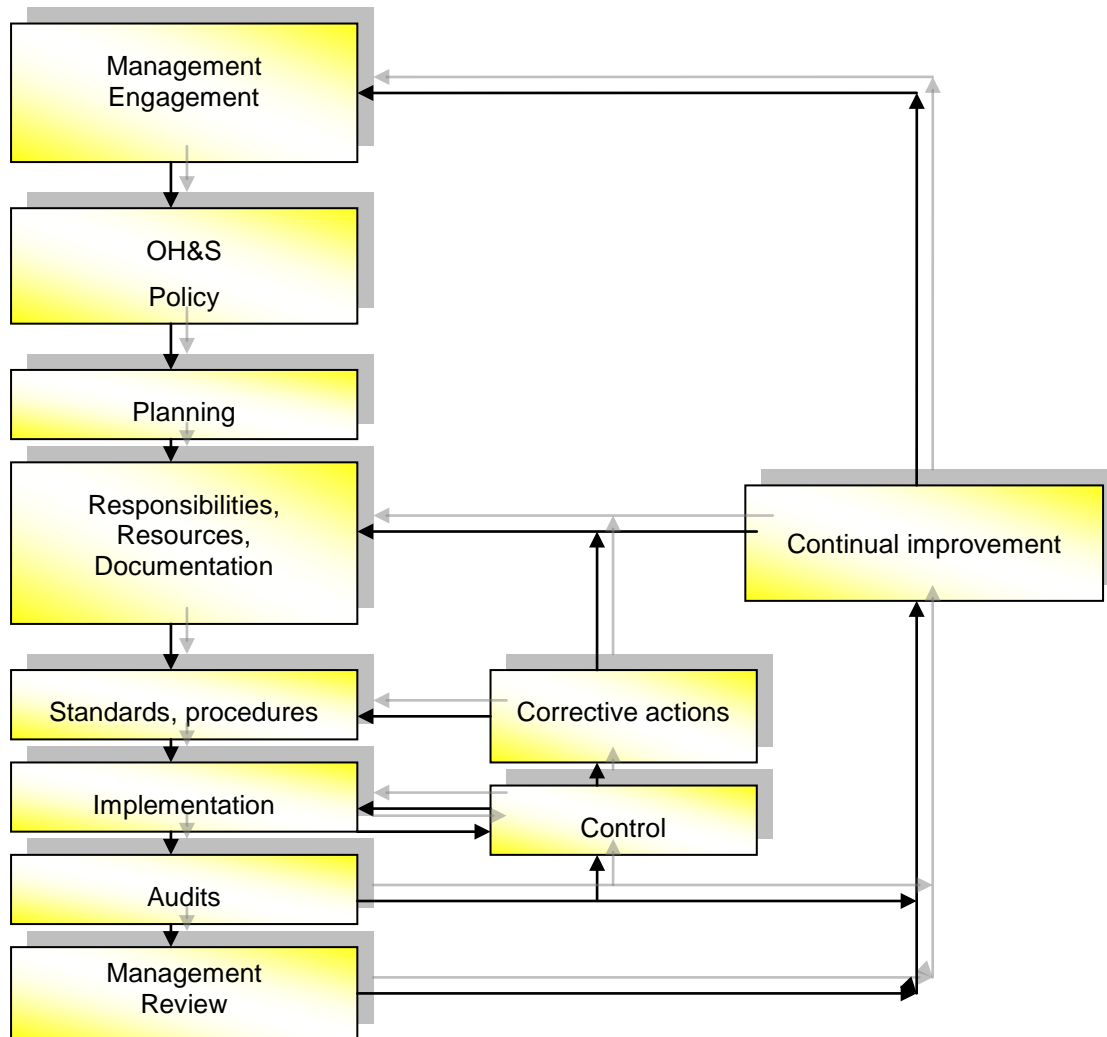 Management
Engagement
OH&S
Policy
Planning
Responsibilities,
Resources,
Documentation
Continual improvement
Standards, procedures
Corrective actions
Implementation
Control
Audits
Management
Review